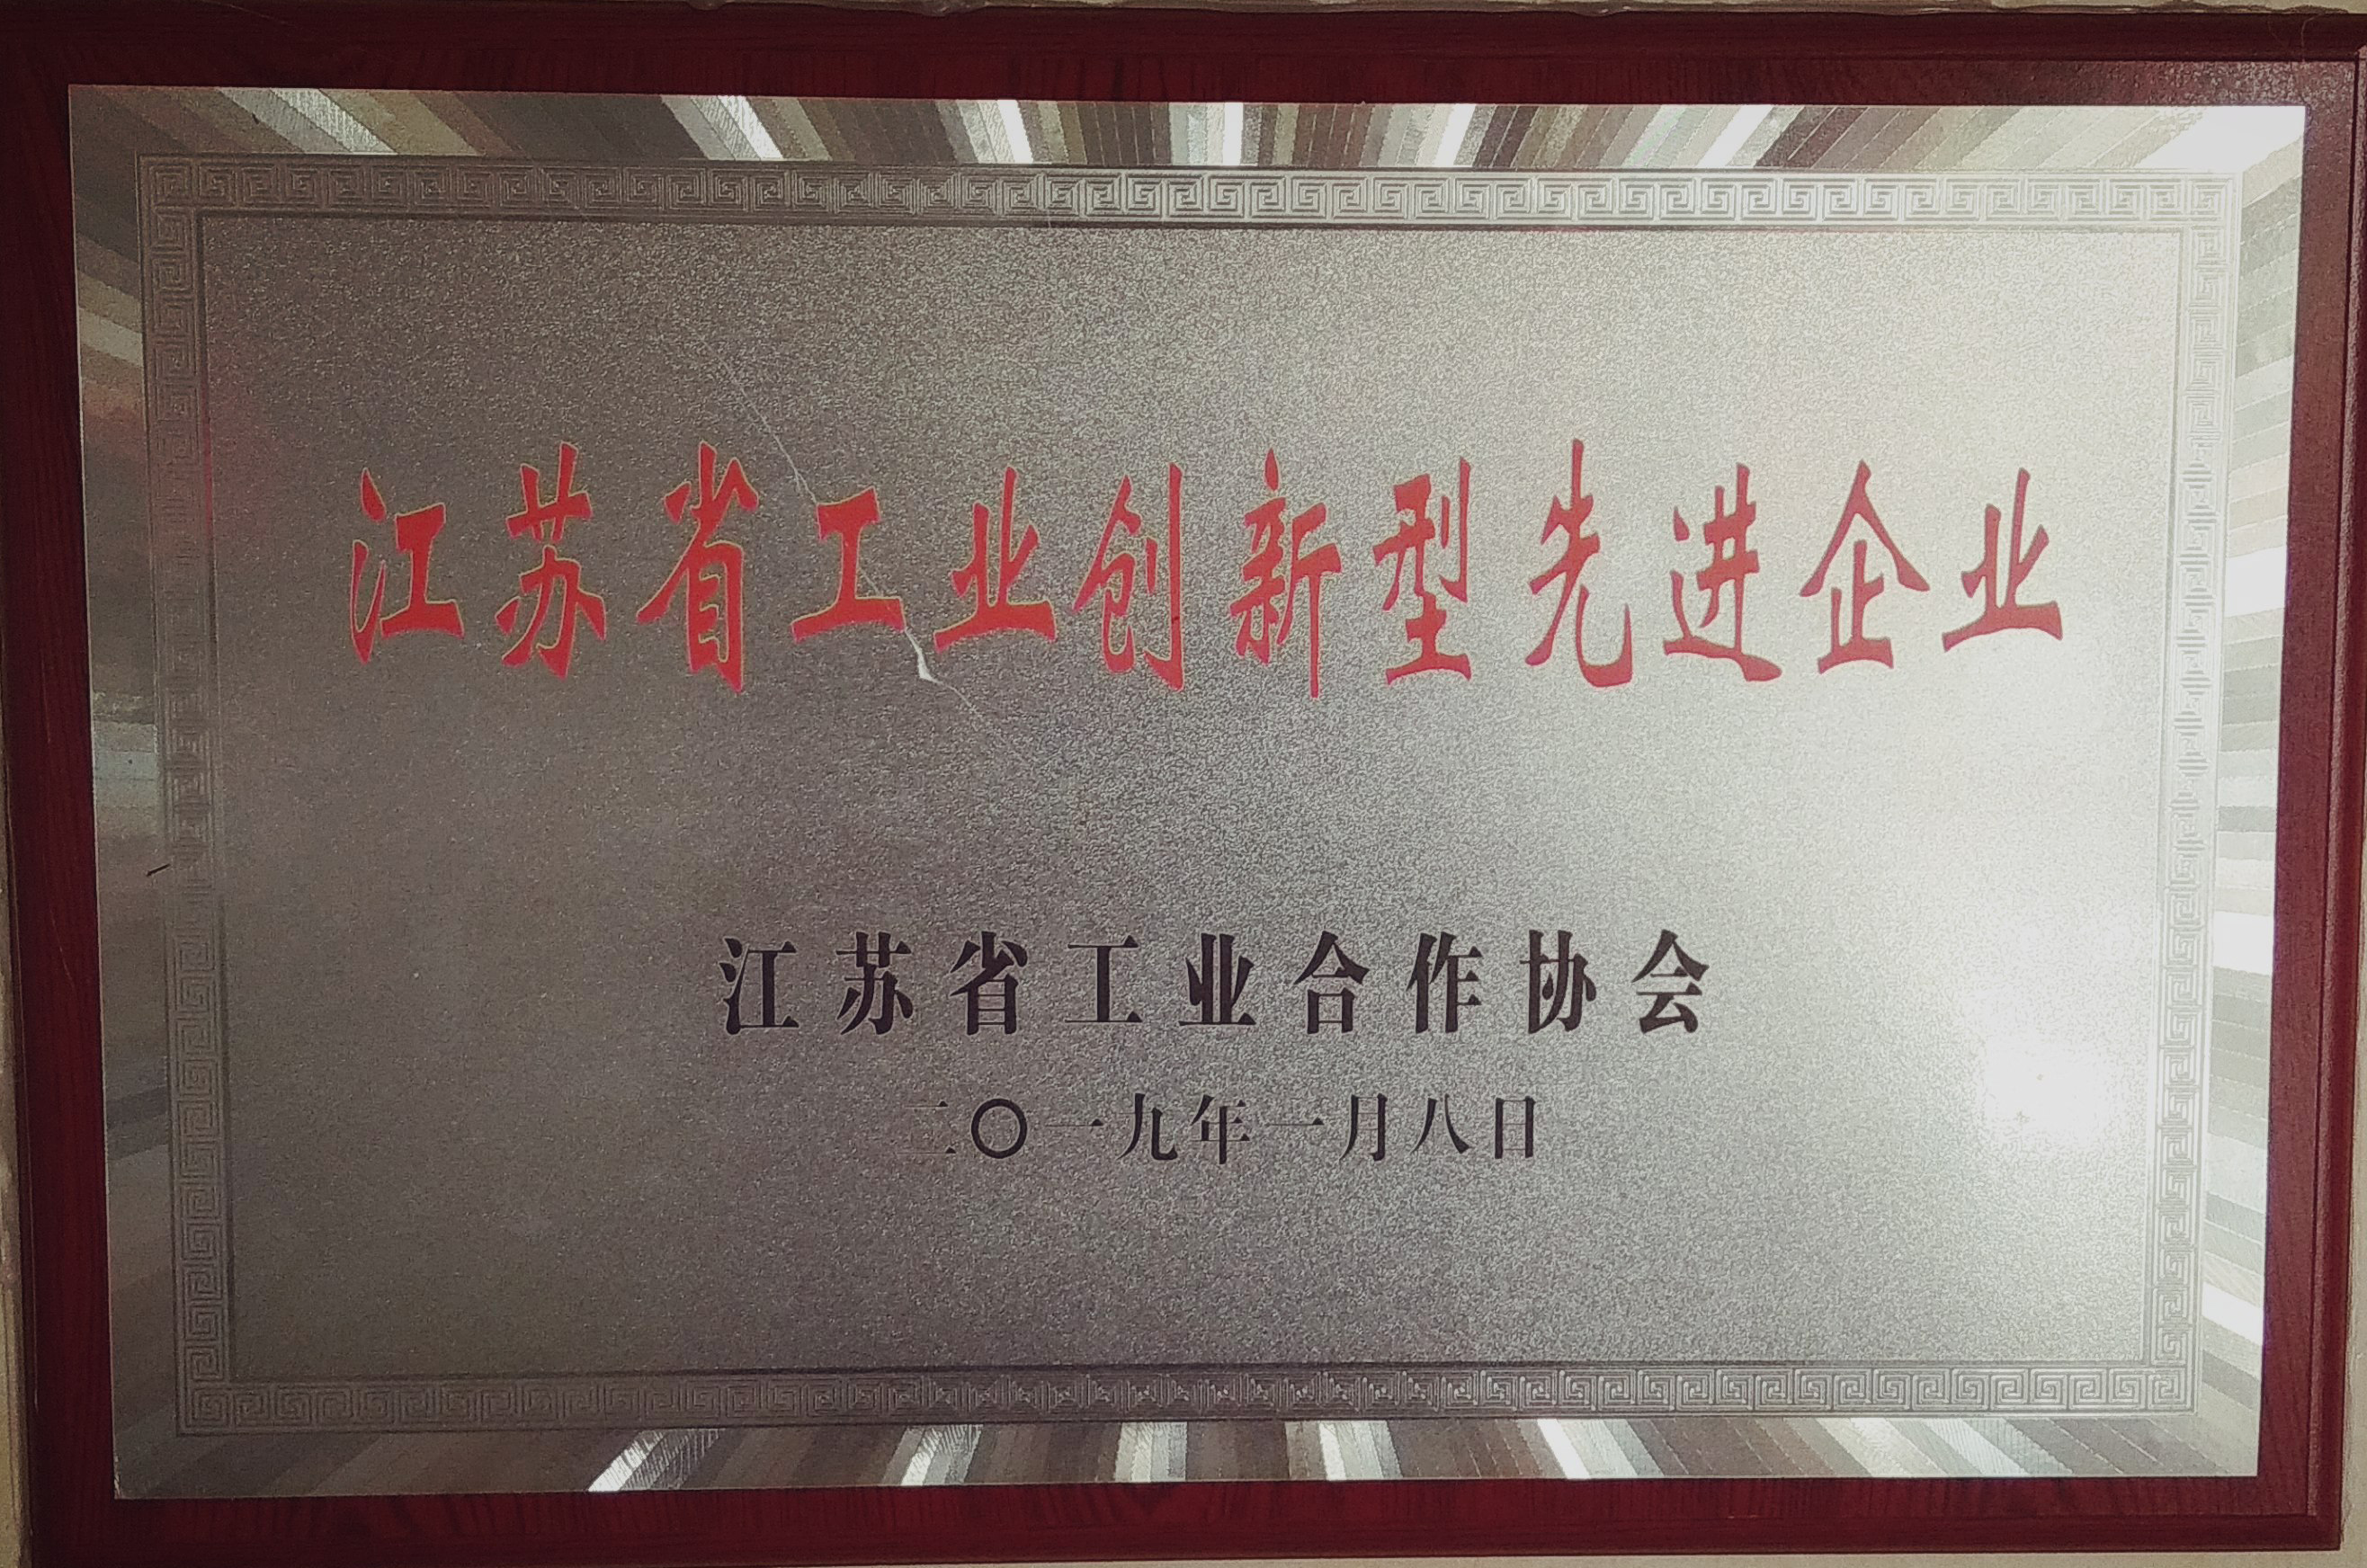 江苏省工业创新型先进企业
江苏省工业合作协会
二〇一九年一月八日